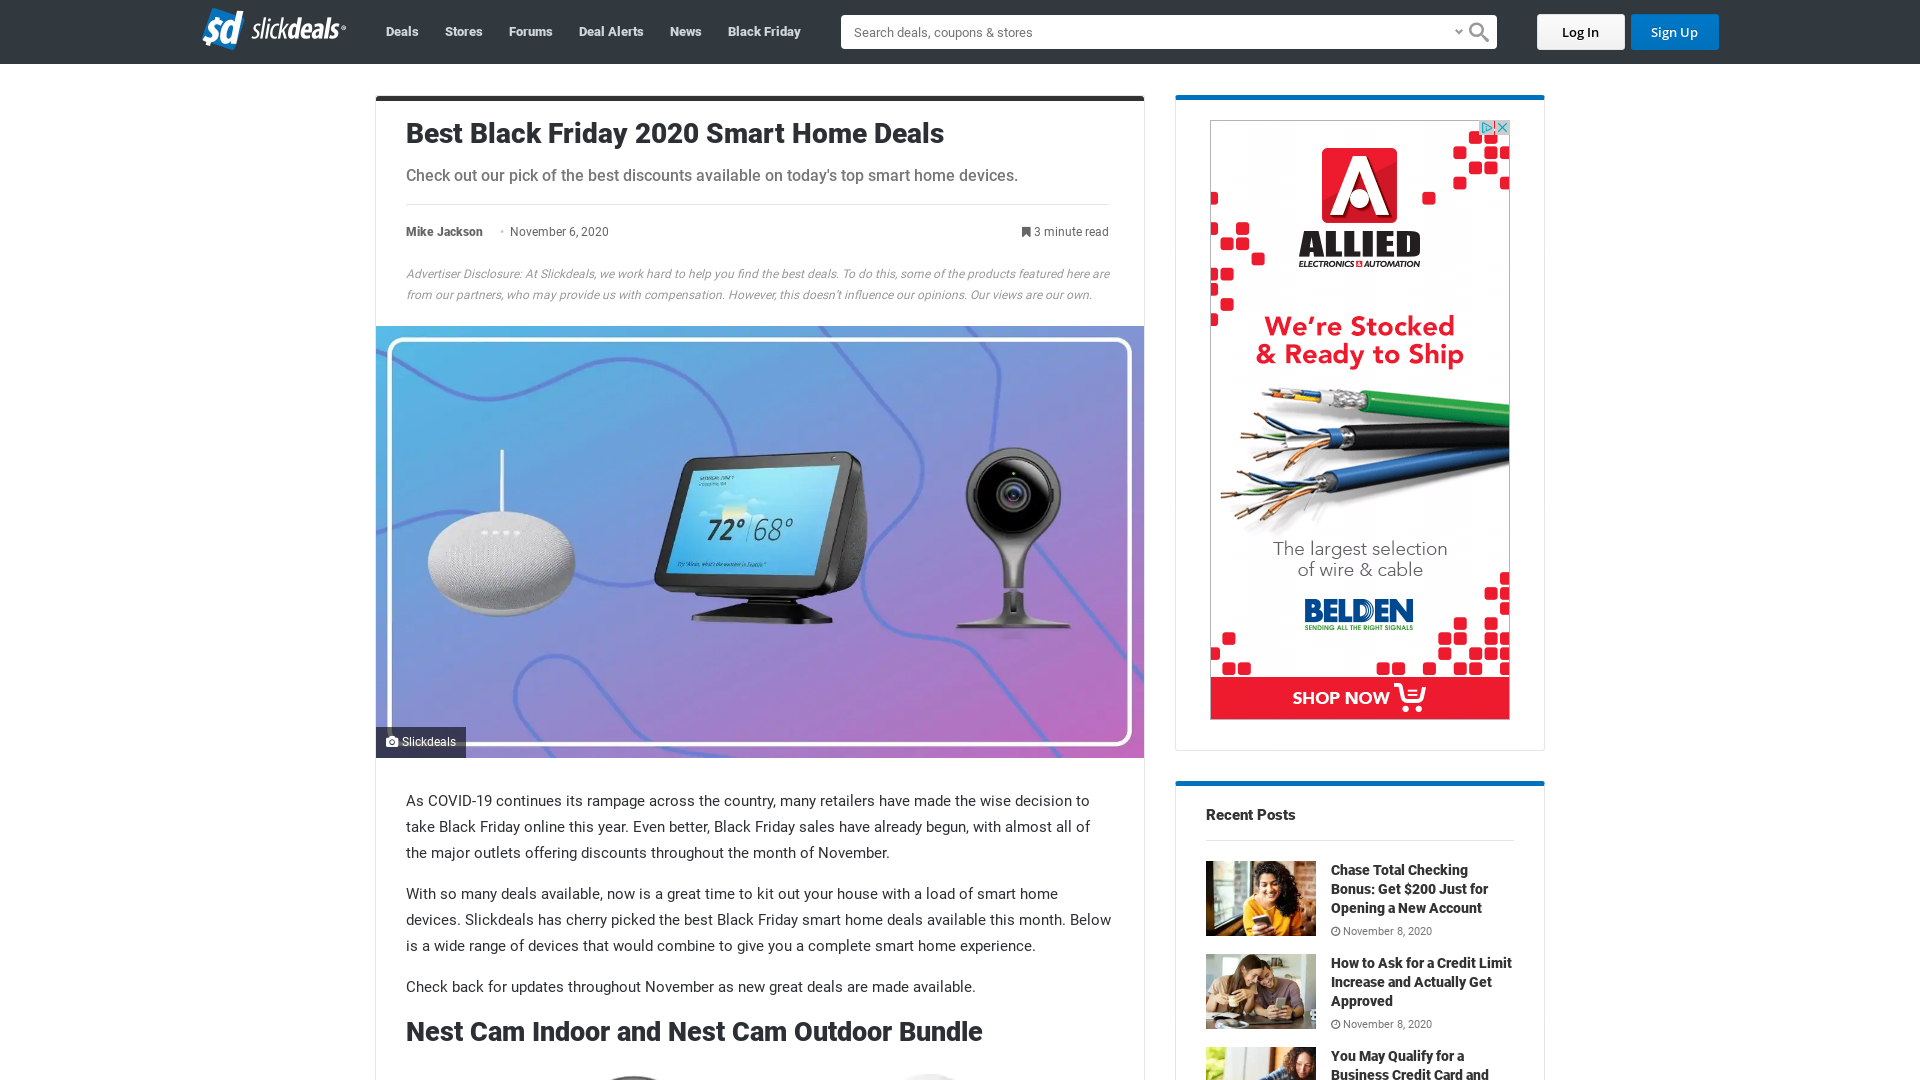 sd slickdeals
Deals
Stores
Forums
Deal Alerts
News
Black Friday
Search deals, coupons & stores
Log In
Sign Up
Best Black Friday 2020 Smart Home Deals
Check out our pick of the best discounts available on today's top smart home devices.
Mike Jackson • November 6, 2020
3 minute read
Advertiser Disclosure: At Slickdeals, we work hard to help you find the best deals. To do this, some of the products featured here are
from our partners, who may provide us with compensation. However, this doesn't influence our opinions. Our views are our own.
MONDAY, JUNE 1
72° 68°
Try "Alexa, what's the weather in Seattle?"
Slickdeals
As COVID-19 continues its rampage across the country, many retailers have made the wise decision to
take Black Friday online this year. Even better, Black Friday sales have already begun, with almost all of
the major outlets offering discounts throughout the month of November.
With so many deals available, now is a great time to kit out your house with a load of smart home
devices. Slickdeals has cherry picked the best Black Friday smart home deals available this month. Below
is a wide range of devices that would combine to give you a complete smart home experience.
Check back for updates throughout November as new great deals are made available.
Nest Cam Indoor and Nest Cam Outdoor Bundle
A
ALLIED
ELECTRONICS & AUTOMATION
We're Stocked
& Ready to Ship
The largest selection
of wire & cable
BELDEN
SENDING ALL THE RIGHT SIGNALS
SHOP NOW
Recent Posts
Chase Total Checking
Bonus: Get $200 Just for
Opening a New Account
November 8, 2020
How to Ask for a Credit Limit
Increase and Actually Get
Approved
November 8, 2020
You May Qualify for a
Business Credit Card and